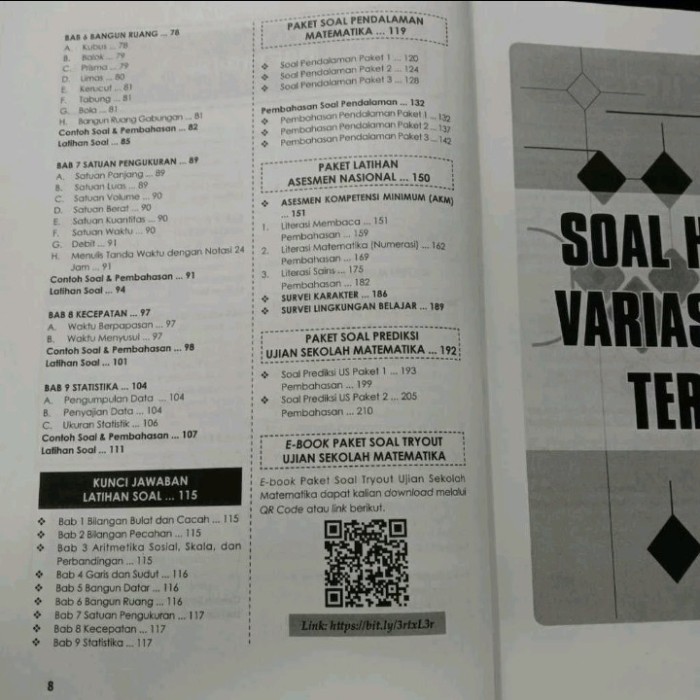 BAB 6 BANGUN RUANG ... 78
A. Kubus ... 78
B. Balok ... 79
C. Prisma ... 79
D. Limas ... 80
E. Kerucut ... 81
F. Tabung ... 81
G. Bola ... 81
H. Bangun Ruang Gabungan ... 81
Contoh Soal & Pembahasan ... 82
Latihan Soal ... 85
BAB 7 SATUAN PENGUKURAN ... 89
A. Satuan Panjang ... 89
B. Satuan Luas ... 89
C. Satuan Volume ... 90
D. Satuan Berat ... 90
E. Satuan Kuantitas ... 90
F. Satuan Waktu ... 90
G. Debit ... 91
H. Menulis Tanda Waktu dengan Notasi 24
Jam ... 91
Contoh Soal & Pembahasan ... 91
Latihan Soal ... 94
BAB 8 KECEPATAN ... 97
A. Waktu Berpapasan ... 97
B. Waktu Menyusul ... 97
Contoh Soal & Pembahasan ... 98
Latihan Soal ... 101
BAB 9 STATISTIKA ... 104
A. Pengumpulan Data ... 104
B. Penyajian Data ... 104
C. Ukuran Statistik ... 106
Contoh Soal & Pembahasan ... 107
Latihan Soal ... 111
KUNCI JAWABAN
LATIHAN SOAL ... 115
❖ Bab 1 Bilangan Bulat dan Cacah ... 115
❖ Bab 2 Bilangan Pecahan ... 115
❖ Bab 3 Aritmetika Sosial, Skala, dan
Perbandingan ... 115
❖ Bab 4 Garis dan Sudut ... 116
❖ Bab 5 Bangun Datar ... 116
❖ Bab 6 Bangun Ruang ... 116
❖ Bab 7 Satuan Pengukuran ... 117
❖ Bab 8 Kecepatan ... 117
❖ Bab 9 Statistika ... 117
8
PAKET SOAL PENDALAMAN
MATEMATIKA ... 119
❖ Soal Pendalaman Paket 1 ... 120
❖ Soal Pendalaman Paket 2 ... 124
❖ Soal Pendalaman Paket 3 ... 128
Pembahasan Soal Pendalaman ... 132
❖ Pembahasan Pendalaman Paket 1 ... 132
❖ Pembahasan Pendalaman Paket 2 ... 137
❖ Pembahasan Pendalaman Paket 3 ... 142
PAKET LATIHAN
ASESMEN NASIONAL ... 150
❖ ASESMEN KOMPETENSI MINIMUM (AKM)
... 151
1. Literasi Membaca ... 151
Pembahasan ... 159
2. Literasi Matematika (Numerasi) ... 162
Pembahasan ... 169
3. Literasi Sains ... 175
Pembahasan ... 182
❖ SURVEI KARAKTER ... 186
❖ SURVEI LINGKUNGAN BELAJAR ... 189
PAKET SOAL PREDIKSI
UJIAN SEKOLAH MATEMATIKA ... 192
❖ Soal Prediksi US Paket 1 ... 193
Pembahasan ... 199
❖ Soal Prediksi US Paket 2 ... 205
Pembahasan ... 210
E-BOOK PAKET SOAL TRYOUT
UJIAN SEKOLAH MATEMATIKA
E-book Paket Soal Tryout Ujian Sekolah
Matematika dapat kalian download melalui
QR Code atau link berikut.
Link: https://bit.ly/3rtxL3r
SOAL H
VARIAS
TER